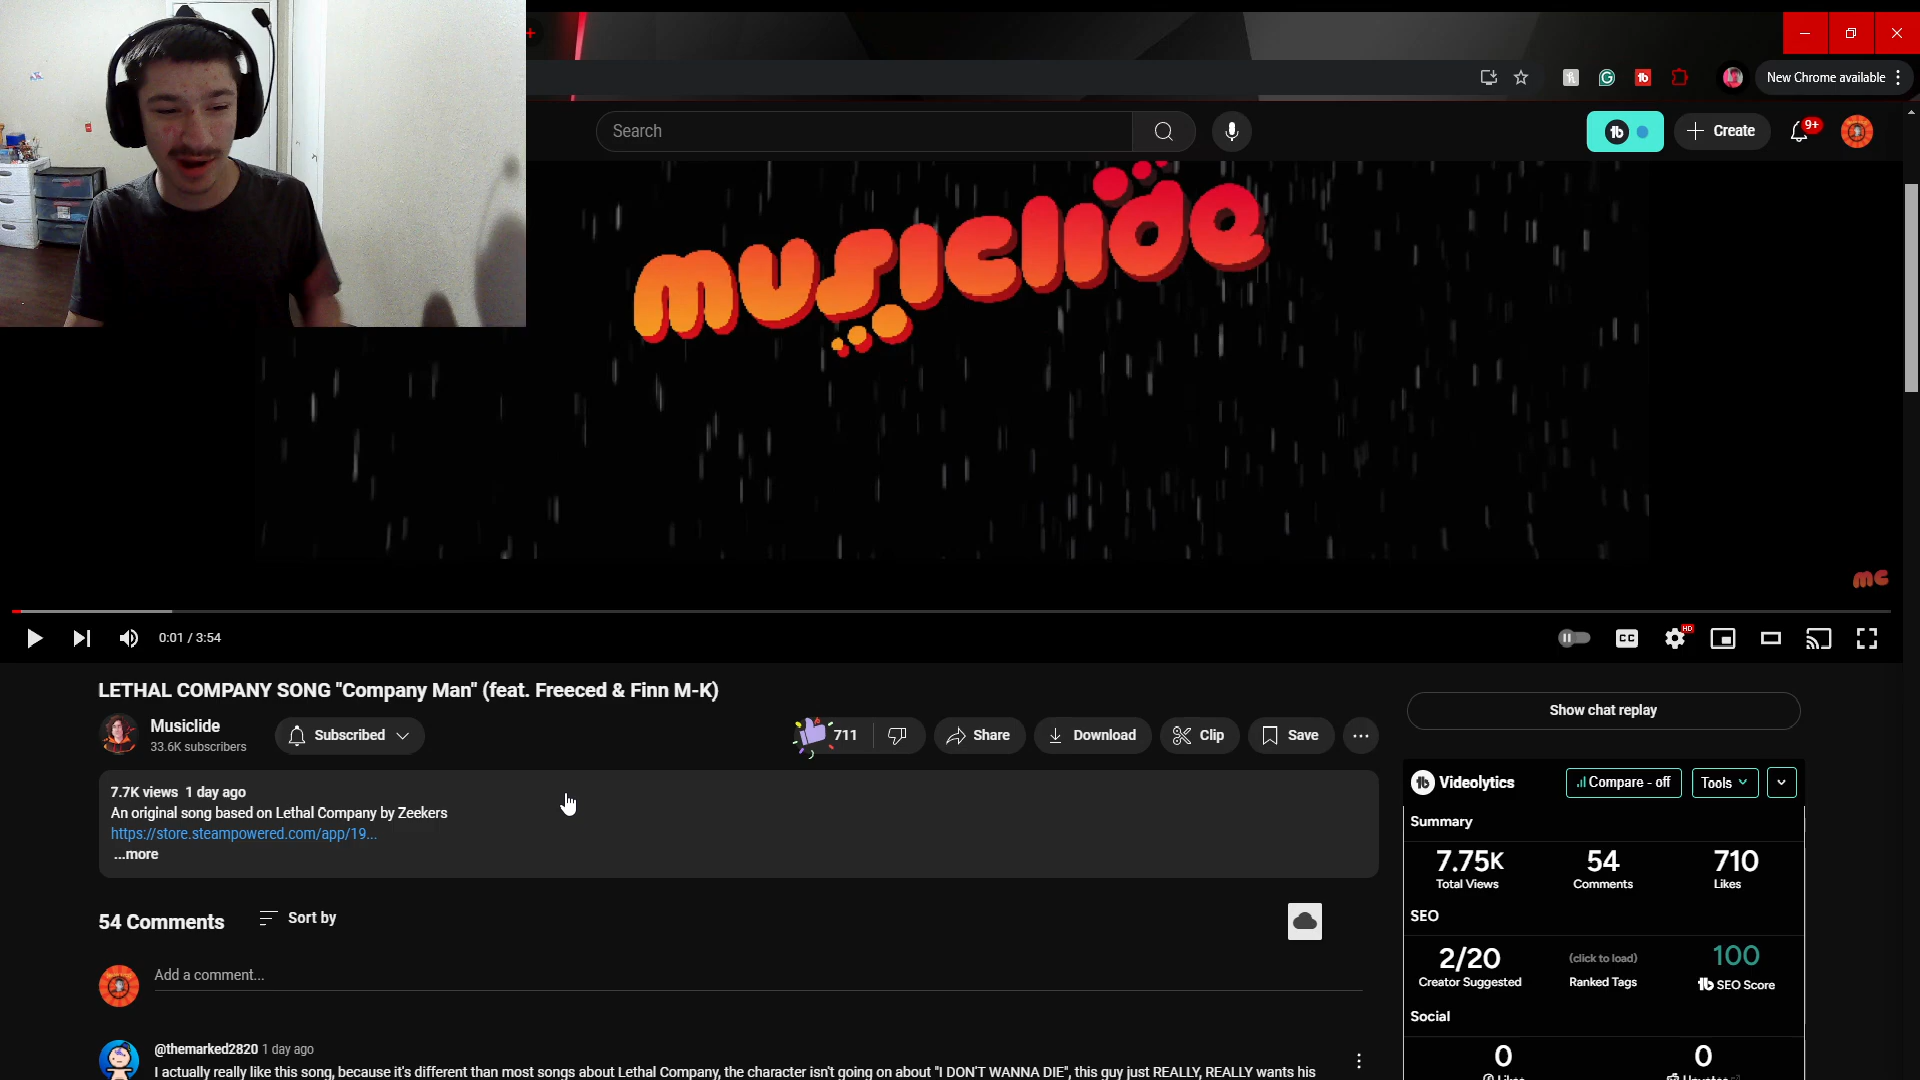 New Chrome available
Search
Create
9+
musiclide
mc
0:01 / 3:54
CC
HD
LETHAL COMPANY SONG "Company Man" (feat. Freeced & Finn M-K)
Musiclide
33.6K subscribers
Subscribed
711
Share
Download
Clip
Save
7.7K views 1 day ago
An original song based on Lethal Company by Zeekers
https://store.steampowered.com/app/19...
...more
54 Comments
Sort by
Add a comment...
@themarked2820 1 day ago
I actually really like this song, because it's different than most songs about Lethal Company, the character isn't going on about "I DON'T WANNA DIE", this guy just REALLY, REALLY wants his
Show chat replay
Videolytics
Compare - off
Tools
Summary
7.75K
54
710
Total Views
Comments
Likes
SEO
2/20
(click to load)
100
Creator Suggested
Ranked Tags
SEO Score
Social
0
0